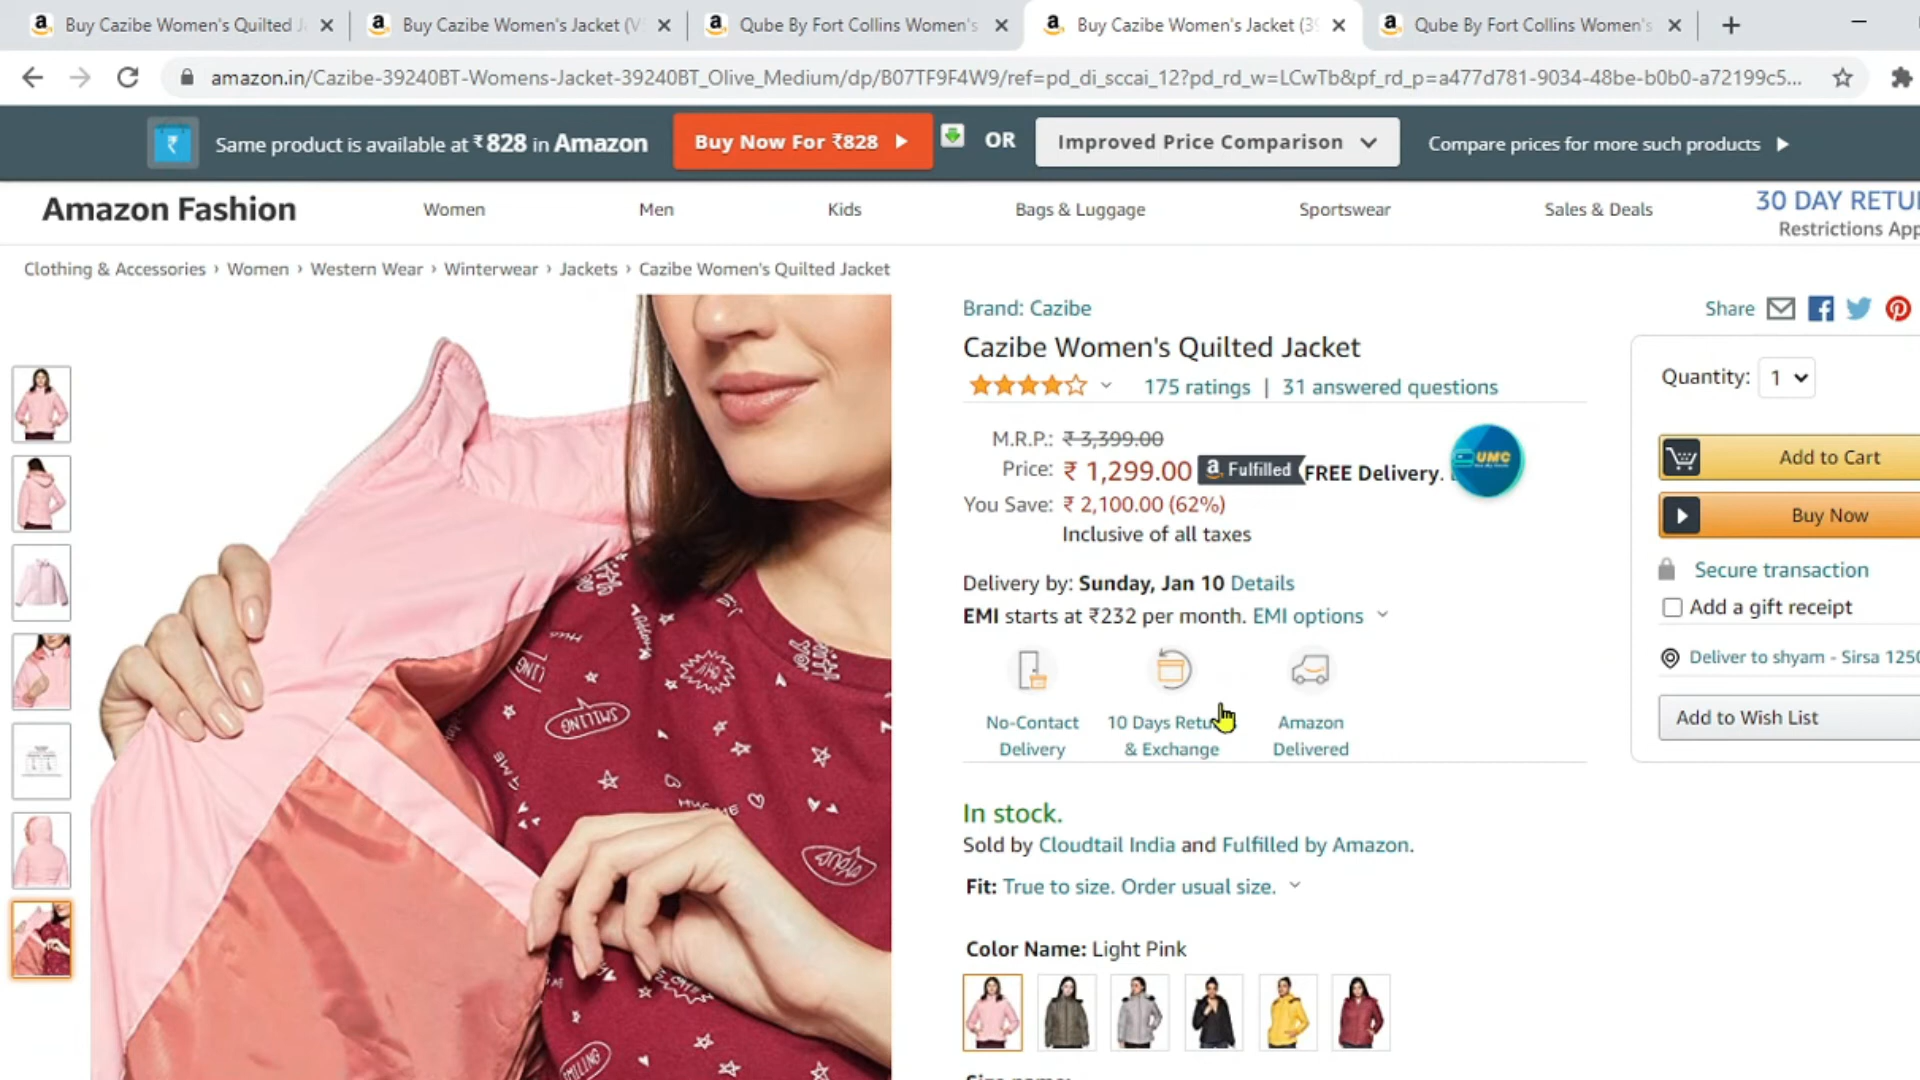 Buy Cazibe Women's Quilted J
Buy Cazibe Women's Jacket (V
Qube By Fort Collins Women's
Buy Cazibe Women's Jacket (39
Qube By Fort Collins Women's
amazon.in/Cazibe-39240BT-Womens-Jacket-39240BT_Olive_Medium/dp/B07TF9F4W9/ref=pd_di_sccai_12?pd_rd_w=LCwTb&pf_rd_p=a477d781-9034-48be-b0b0-a72199c5...
Same product is available at ₹828 in Amazon
Buy Now For ₹828
OR
Improved Price Comparison
Compare prices for more such products
Amazon Fashion
Women
Men
Kids
Bags & Luggage
Sportswear
Sales & Deals
30 DAY RETU
Restrictions App
Clothing & Accessories › Women › Western Wear › Winterwear › Jackets › Cazibe Women's Quilted Jacket
Brand: Cazibe
Share
Cazibe Women's Quilted Jacket
175 ratings | 31 answered questions
M.R.P.: ₹ 3,399.00
Price: ₹ 1,299.00 a Fulfilled FREE Delivery.
UMC
You Save: ₹ 2,100.00 (62%)
Inclusive of all taxes
Delivery by: Sunday, Jan 10 Details
EMI starts at ₹232 per month. EMI options
No-Contact Delivery
10 Days Retu
& Exchange
Amazon Delivered
In stock.
Sold by Cloudtail India and Fulfilled by Amazon.
Fit: True to size. Order usual size.
Color Name: Light Pink
Quantity: 1
Add to Cart
Buy Now
Secure transaction
Add a gift receipt
Deliver to shyam - Sirsa 1250
Add to Wish List
SMILING